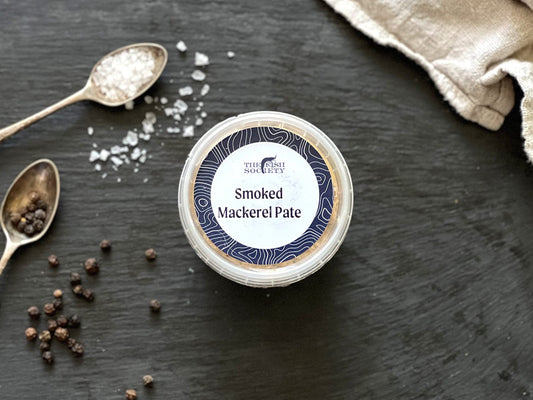 THE FISH
SOCIETY
Smoked
Mackerel Pate